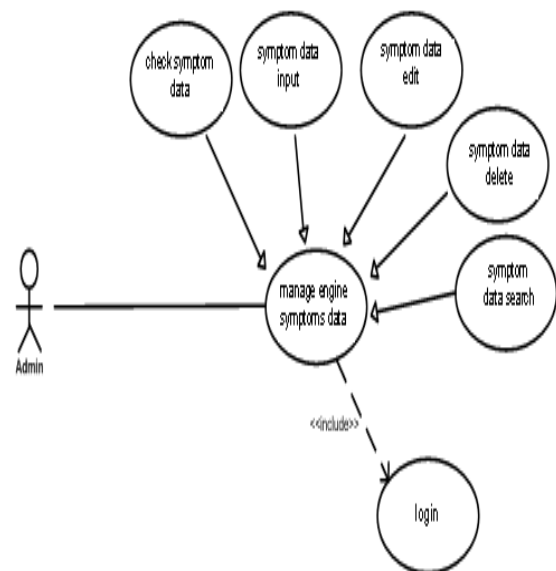 check symptom
data
symptom data
input
symptom data
edit
symptom data
delete
symptom
data search
manage engine
symptoms data
Admin
<<include>>
login